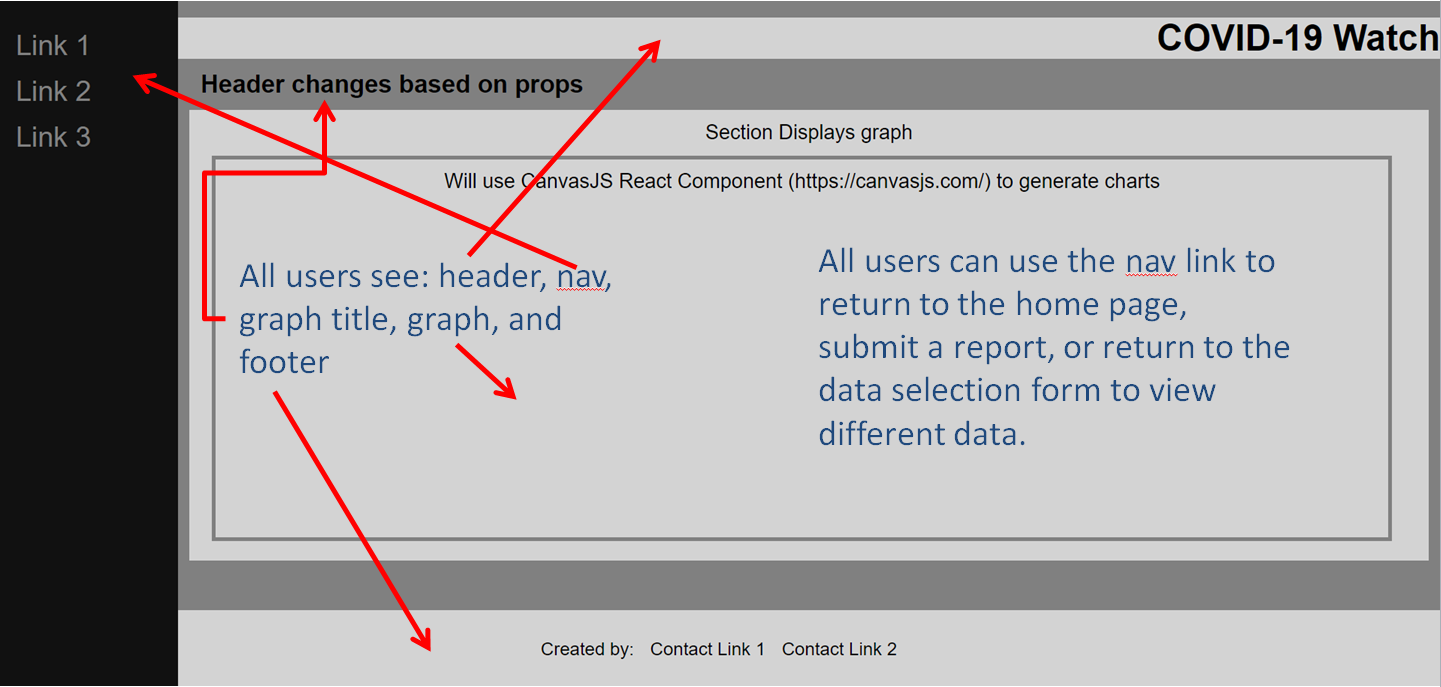 Link 1
Link 2
Link 3
COVID-19 Watch
Header changes based on props
Section Displays graph
Will use CanvasJS React Component (https://canvasjs.com/) to generate charts
All users see: header, nav,
graph title, graph, and
footer
All users can use the nav link to
return to the home page,
submit a report, or return to the
data selection form to view
different data.
Created by: Contact Link 1 Contact Link 2